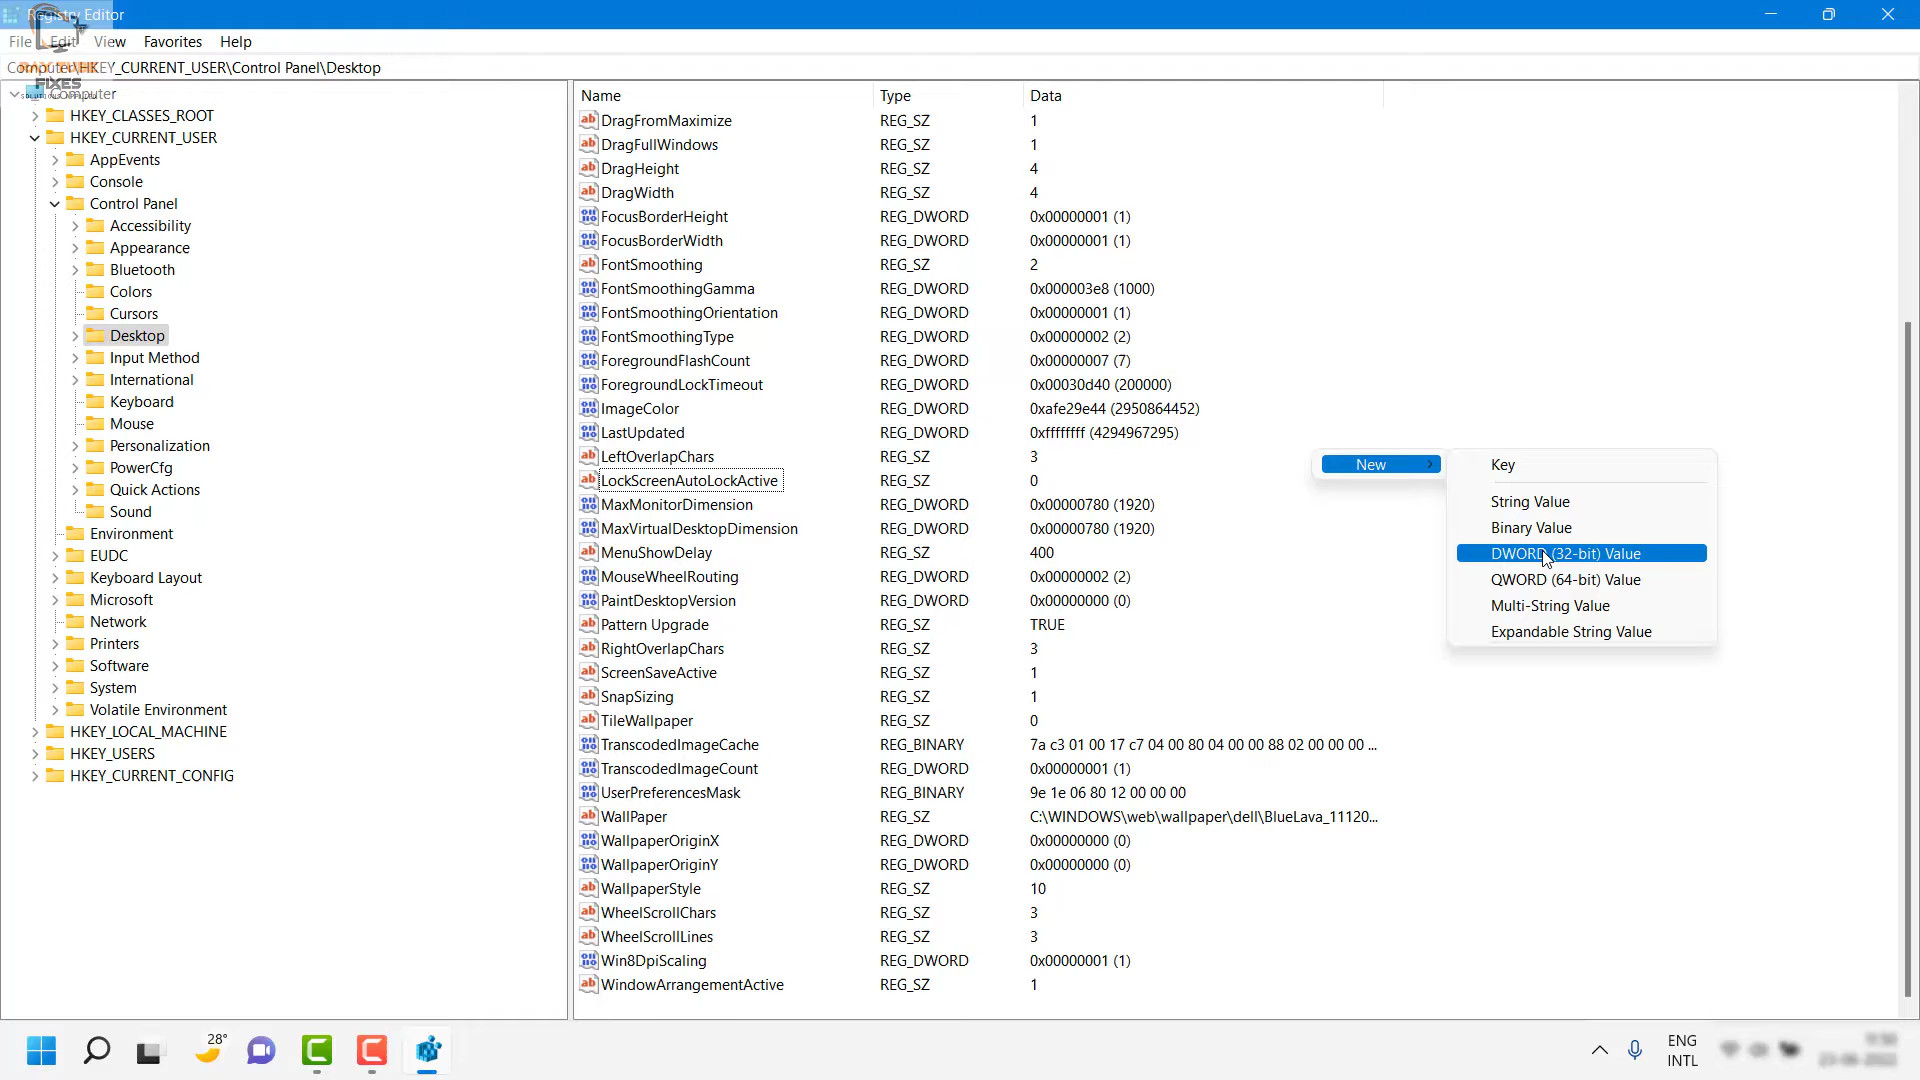 Registry Editor
File Edit View Favorites Help
Computer\HKEY_CURRENT_USER\Control Panel\Desktop
FIXES
Computer
HKEY_CLASSES_ROOT
HKEY_CURRENT_USER
AppEvents
Console
Control Panel
Accessibility
Appearance
Bluetooth
Colors
Cursors
Desktop
Input Method
International
Keyboard
Mouse
Personalization
PowerCfg
Quick Actions
Sound
Environment
EUDC
Keyboard Layout
Microsoft
Network
Printers
Software
System
Volatile Environment
HKEY_LOCAL_MACHINE
HKEY_USERS
HKEY_CURRENT_CONFIG
Name Type Data
DragFromMaximize REG_SZ 1
DragFullWindows REG_SZ 1
DragHeight REG_SZ 4
DragWidth REG_SZ 4
FocusBorderHeight REG_DWORD 0x00000001 (1)
FocusBorderWidth REG_DWORD 0x00000001 (1)
FontSmoothing REG_SZ 2
FontSmoothingGamma REG_DWORD 0x000003e8 (1000)
FontSmoothingOrientation REG_DWORD 0x00000001 (1)
FontSmoothingType REG_DWORD 0x00000002 (2)
ForegroundFlashCount REG_DWORD 0x00000007 (7)
ForegroundLockTimeout REG_DWORD 0x00030d40 (200000)
ImageColor REG_DWORD 0xafe29e44 (2950864452)
LastUpdated REG_DWORD 0xffffffff (4294967295)
LeftOverlapChars REG_SZ 3
LockScreenAutoLockActive REG_SZ 0
MaxMonitorDimension REG_DWORD 0x00000780 (1920)
MaxVirtualDesktopDimension REG_DWORD 0x00000780 (1920)
MenuShowDelay REG_SZ 400
MouseWheelRouting REG_DWORD 0x00000002 (2)
PaintDesktopVersion REG_DWORD 0x00000000 (0)
Pattern Upgrade REG_SZ TRUE
RightOverlapChars REG_SZ 3
ScreenSaveActive REG_SZ 1
SnapSizing REG_SZ 1
TileWallpaper REG_SZ 0
TranscodedImageCache REG_BINARY 7a c3 01 00 17 c7 04 00 80 04 00 00 88 02 00 00 00 ...
TranscodedImageCount REG_DWORD 0x00000001 (1)
UserPreferencesMask REG_BINARY 9e 1e 06 80 12 00 00 00
WallPaper REG_SZ C:\WINDOWS\web\wallpaper\dell\BlueLava_11120...
WallpaperOriginX REG_DWORD 0x00000000 (0)
WallpaperOriginY REG_DWORD 0x00000000 (0)
WallpaperStyle REG_SZ 10
WheelScrollChars REG_SZ 3
WheelScrollLines REG_SZ 3
Win8DpiScaling REG_DWORD 0x00000001 (1)
WindowArrangementActive REG_SZ 1
New
Key
String Value
Binary Value
DWORD (32-bit) Value
QWORD (64-bit) Value
Multi-String Value
Expandable String Value
28°
ENG
INTL